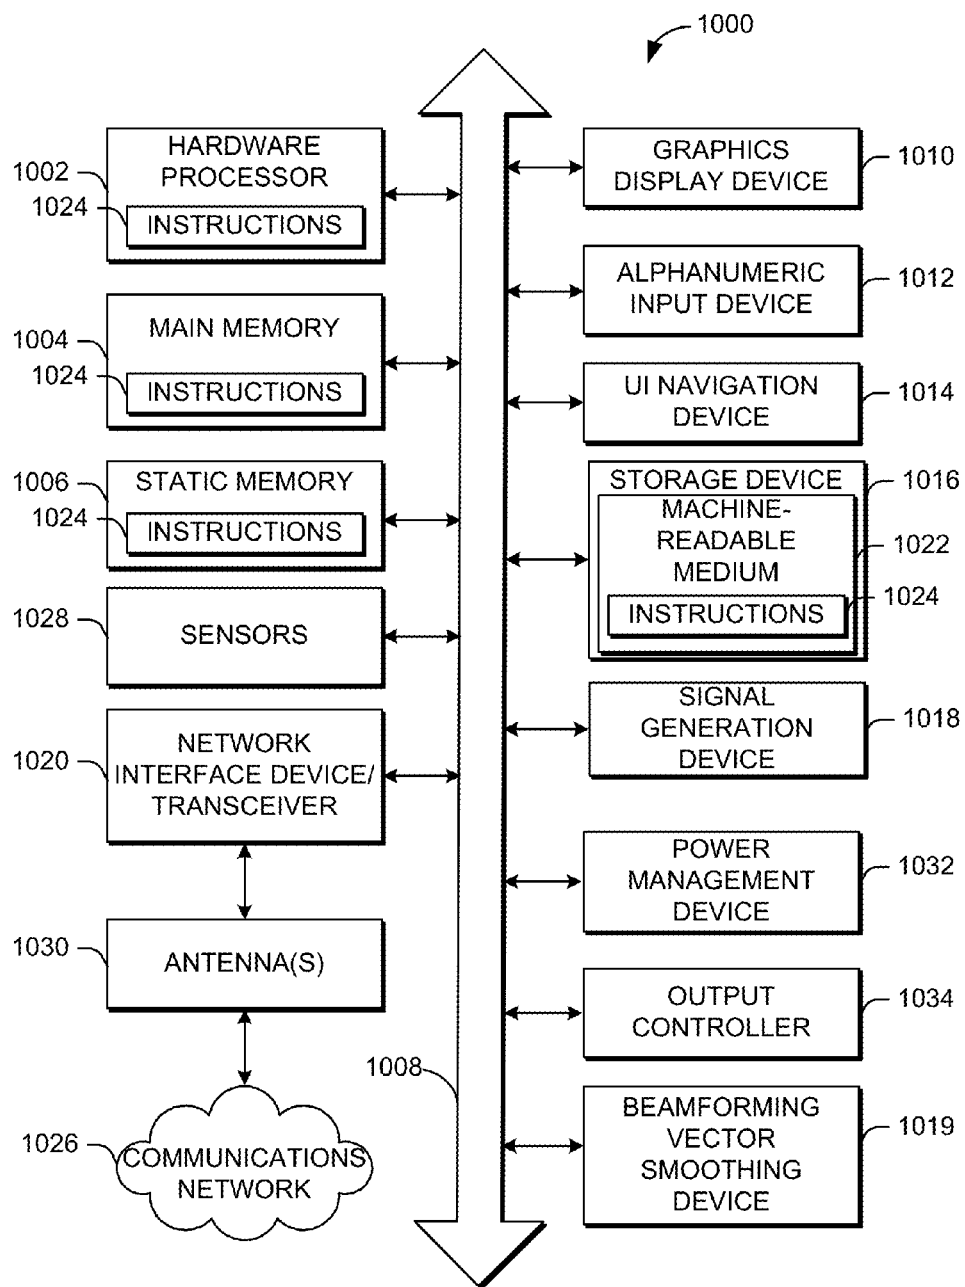 1000
HARDWARE
PROCESSOR
1002
1024
INSTRUCTIONS
MAIN MEMORY
1004
1024
INSTRUCTIONS
STATIC MEMORY
1006
1024
INSTRUCTIONS
1028
SENSORS
NETWORK
INTERFACE DEVICE/
TRANSCEIVER
1020
1030
ANTENNA(S)
1008
1026
COMMUNICATIONS
NETWORK
GRAPHICS
DISPLAY DEVICE
1010
ALPHANUMERIC
INPUT DEVICE
1012
UI NAVIGATION
DEVICE
1014
STORAGE DEVICE
1016
MACHINE-
READABLE
MEDIUM
1022
INSTRUCTIONS
1024
SIGNAL
GENERATION
DEVICE
1018
POWER
MANAGEMENT
DEVICE
1032
OUTPUT
CONTROLLER
1034
BEAMFORMING
VECTOR
SMOOTHING
DEVICE
1019